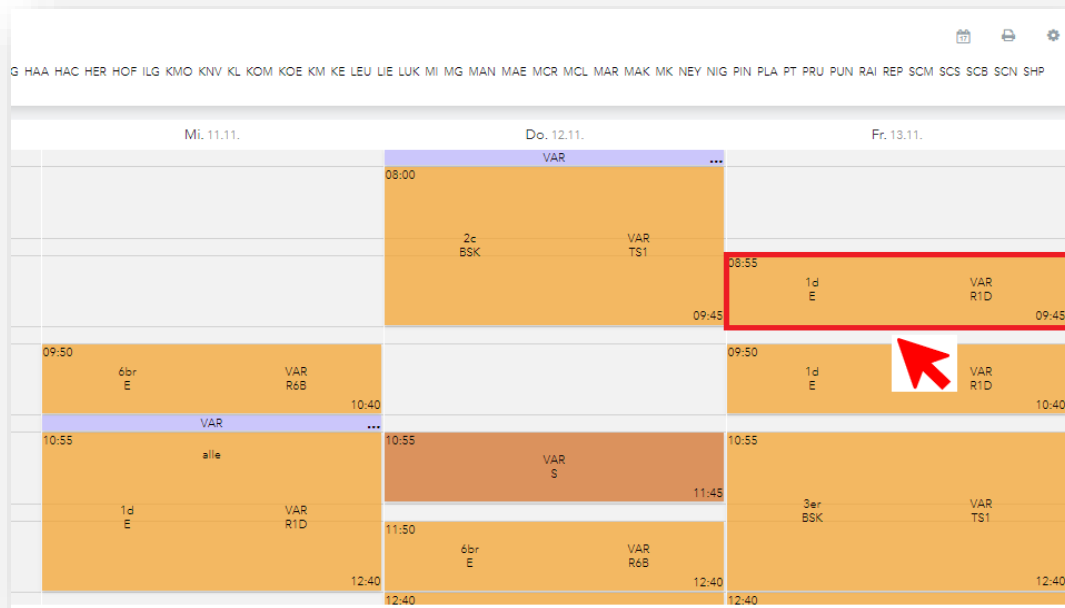 17
G HAA HAC HER HOF ILG KMO KNV KL KOM KOE KM KE LEU LIE LUK MI MG MAN MAE MCR MCL MAR MAK MK NEY NIG PIN PLA PT PRU PUN RAI REP SCM SCS SCB SCN SHP
Mi. 11.11. Do. 12.11. Fr. 13.11.
VAR ...
08:00
2c VAR
BSK TS1
09:45
08:55
1d VAR
E R1D
09:45
09:50
6br VAR
E R6B
10:40
09:50
1d VAR
E R1D
10:40
VAR ...
10:55
alle
1d VAR
E R1D
12:40
10:55
VAR
S
11:45
10:55
3er VAR
BSK TS1
12:40
11:50
6br VAR
E R6B
12:40
12:40
12:40